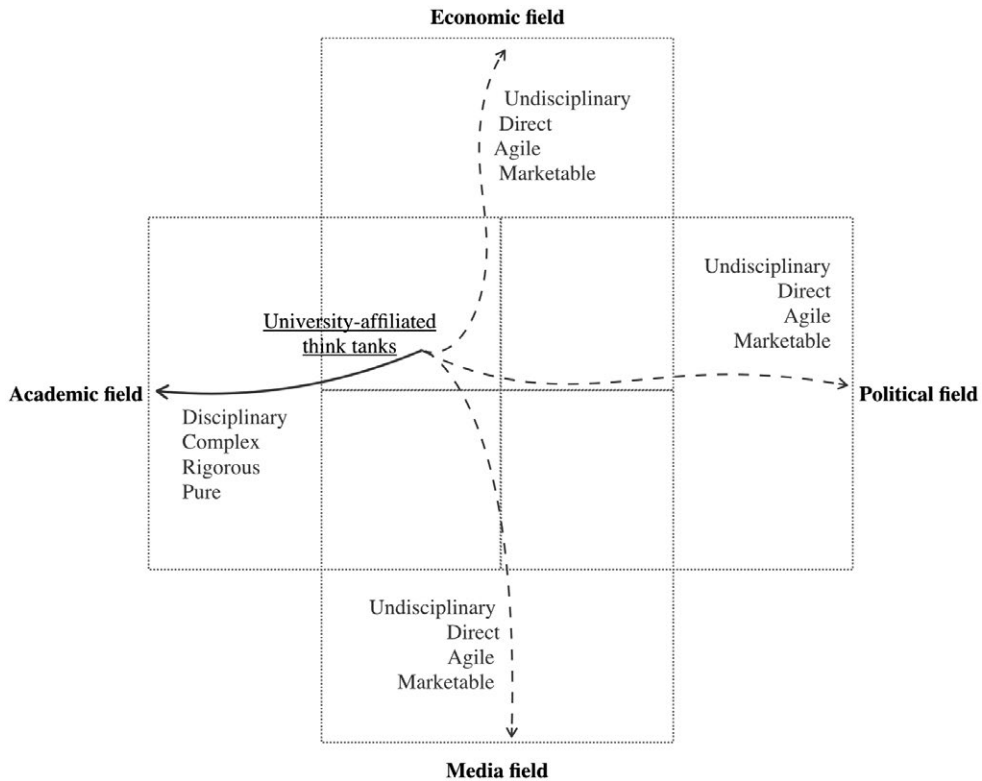 Economic field
Undisciplinary
Direct
Agile
Marketable
Undisciplinary
Direct
Agile
Marketable
University-affiliated
think tanks
Academic field
Political field
Disciplinary
Complex
Rigorous
Pure
Undisciplinary
Direct
Agile
Marketable
Media field